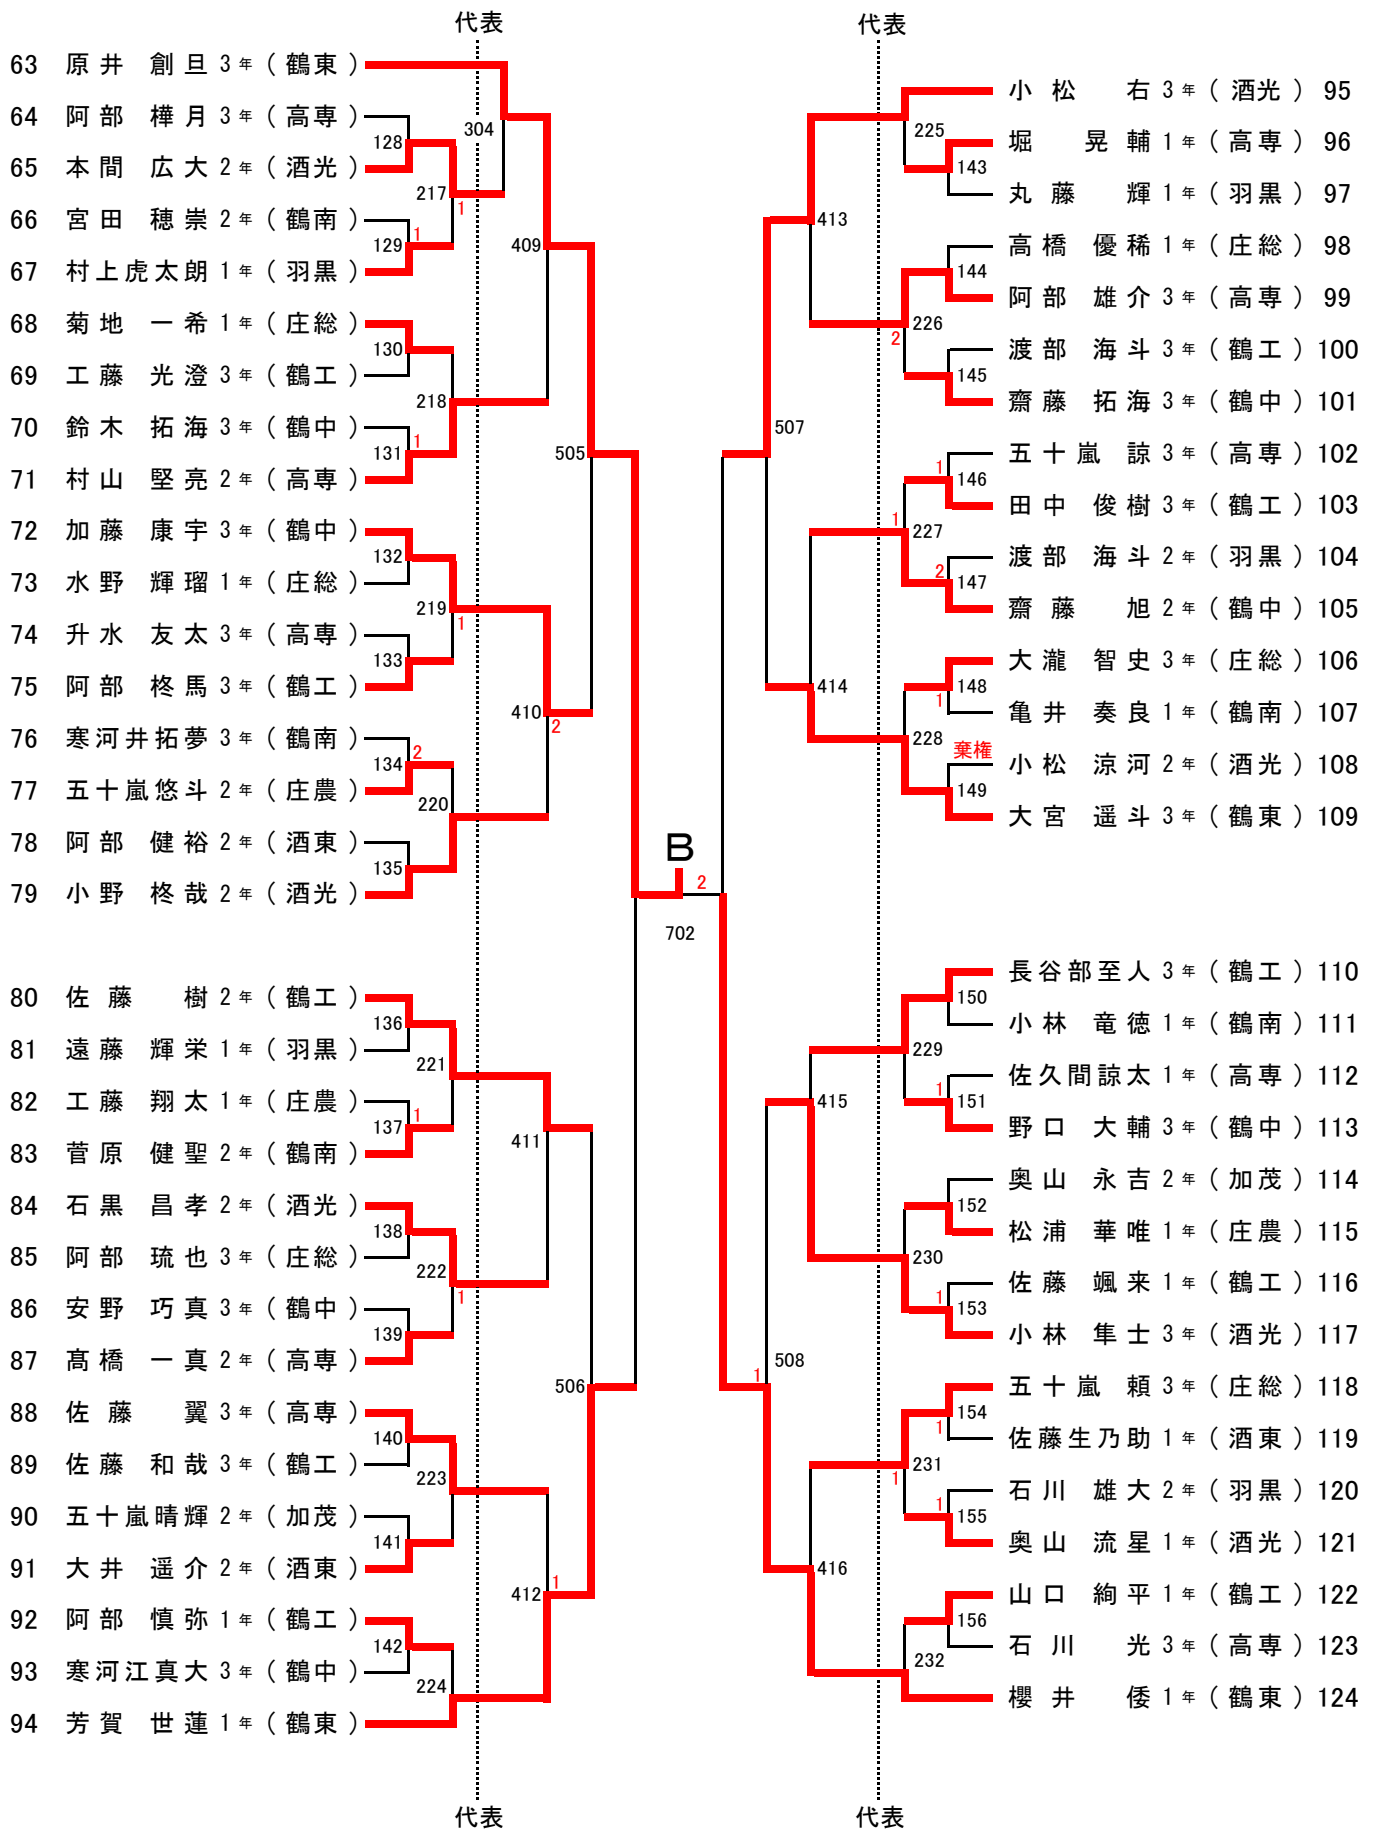 代表
代表
63 原井 創旦 3年 (鶴東)
64 阿部 樺月 3年 (高専)
65 本間 広大 2年 (酒光)
66 宮田 穂崇 2年 (鶴南)
67 村上虎太朗 1年 (羽黒)
68 菊地 一希 1年 (庄総)
69 工藤 光澄 3年 (鶴工)
70 鈴木 拓海 3年 (鶴中)
71 村山 堅亮 2年 (高専)
72 加藤 康宇 3年 (鶴中)
73 水野 輝瑠 1年 (庄総)
74 升水 友太 3年 (高専)
75 阿部 柊馬 3年 (鶴工)
76 寒河井拓夢 3年 (鶴南)
77 五十嵐悠斗 2年 (庄農)
78 阿部 健裕 2年 (酒東)
79 小野 柊哉 2年 (酒光)
80 佐藤 樹 2年 (鶴工)
81 遠藤 輝栄 1年 (羽黒)
82 工藤 翔太 1年 (庄農)
83 菅原 健聖 2年 (鶴南)
84 石黒 昌孝 2年 (酒光)
85 阿部 琉也 3年 (庄総)
86 安野 巧真 3年 (鶴中)
87 髙橋 一真 2年 (高専)
88 佐藤 翼 3年 (高専)
89 佐藤 和哉 3年 (鶴工)
90 五十嵐晴輝 2年 (加茂)
91 大井 遥介 2年 (酒東)
92 阿部 慎弥 1年 (鶴工)
93 寒河江真大 3年 (鶴中)
94 芳賀 世蓮 1年 (鶴東)
128
129
1
130
131
1
132
133
134
2
135
136
137
1
138
139
140
141
142
217
1
218
219
1
220
221
222
1
223
224
304
409
410
2
411
412
1
505
506
B
2
702
507
508
1
413
414
415
416
225
226
2
227
1
228
229
230
231
1
232
143
144
145
146
1
147
2
148
1
149
棄権
150
151
1
152
153
1
154
1
155
1
156
小松 右 3年 (酒光) 95
堀 晃輔 1年 (高専) 96
丸藤 輝 1年 (羽黒) 97
高橋 優稀 1年 (庄総) 98
阿部 雄介 3年 (高専) 99
渡部 海斗 3年 (鶴工) 100
齋藤 拓海 3年 (鶴中) 101
五十嵐 諒 3年 (高専) 102
田中 俊樹 3年 (鶴工) 103
渡部 海斗 2年 (羽黒) 104
齋藤 旭 2年 (鶴中) 105
大瀧 智史 3年 (庄総) 106
亀井 奏良 1年 (鶴南) 107
小松 涼河 2年 (酒光) 108
大宮 遥斗 3年 (鶴東) 109
長谷部至人 3年 (鶴工) 110
小林 竜徳 1年 (鶴南) 111
佐久間諒太 1年 (高専) 112
野口 大輔 3年 (鶴中) 113
奥山 永吉 2年 (加茂) 114
松浦 華唯 1年 (庄農) 115
佐藤 颯来 1年 (鶴工) 116
小林 隼士 3年 (酒光) 117
五十嵐 頼 3年 (庄総) 118
佐藤生乃助 1年 (酒東) 119
石川 雄大 2年 (羽黒) 120
奥山 流星 1年 (酒光) 121
山口 絢平 1年 (鶴工) 122
石川 光 3年 (高専) 123
櫻井 倭 1年 (鶴東) 124
代表
代表